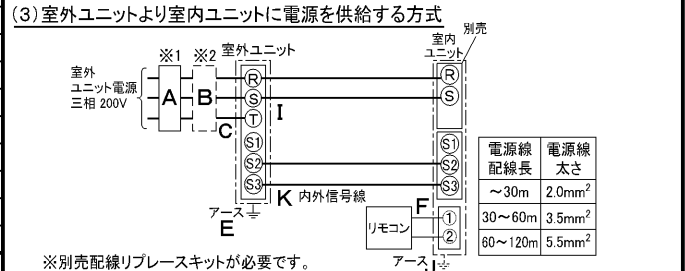 (3)室外ユニットより室内ユニットに電源を供給する方式
別売
※1 ※2 室外ユニット
室内
ユニット
室外
ユニット電源
三相 200V
A B C
R
S
T
S1
S2
S3
I
R
S
S1
S2
S3
K 内外信号線
アース
E
F
リモコン
①
②
アース
電源線
配線長
電源線
太さ
～30m 2.0mm²
30～60m 3.5mm²
60～120m 5.5mm²
※別売配線リプレースキットが必要です。